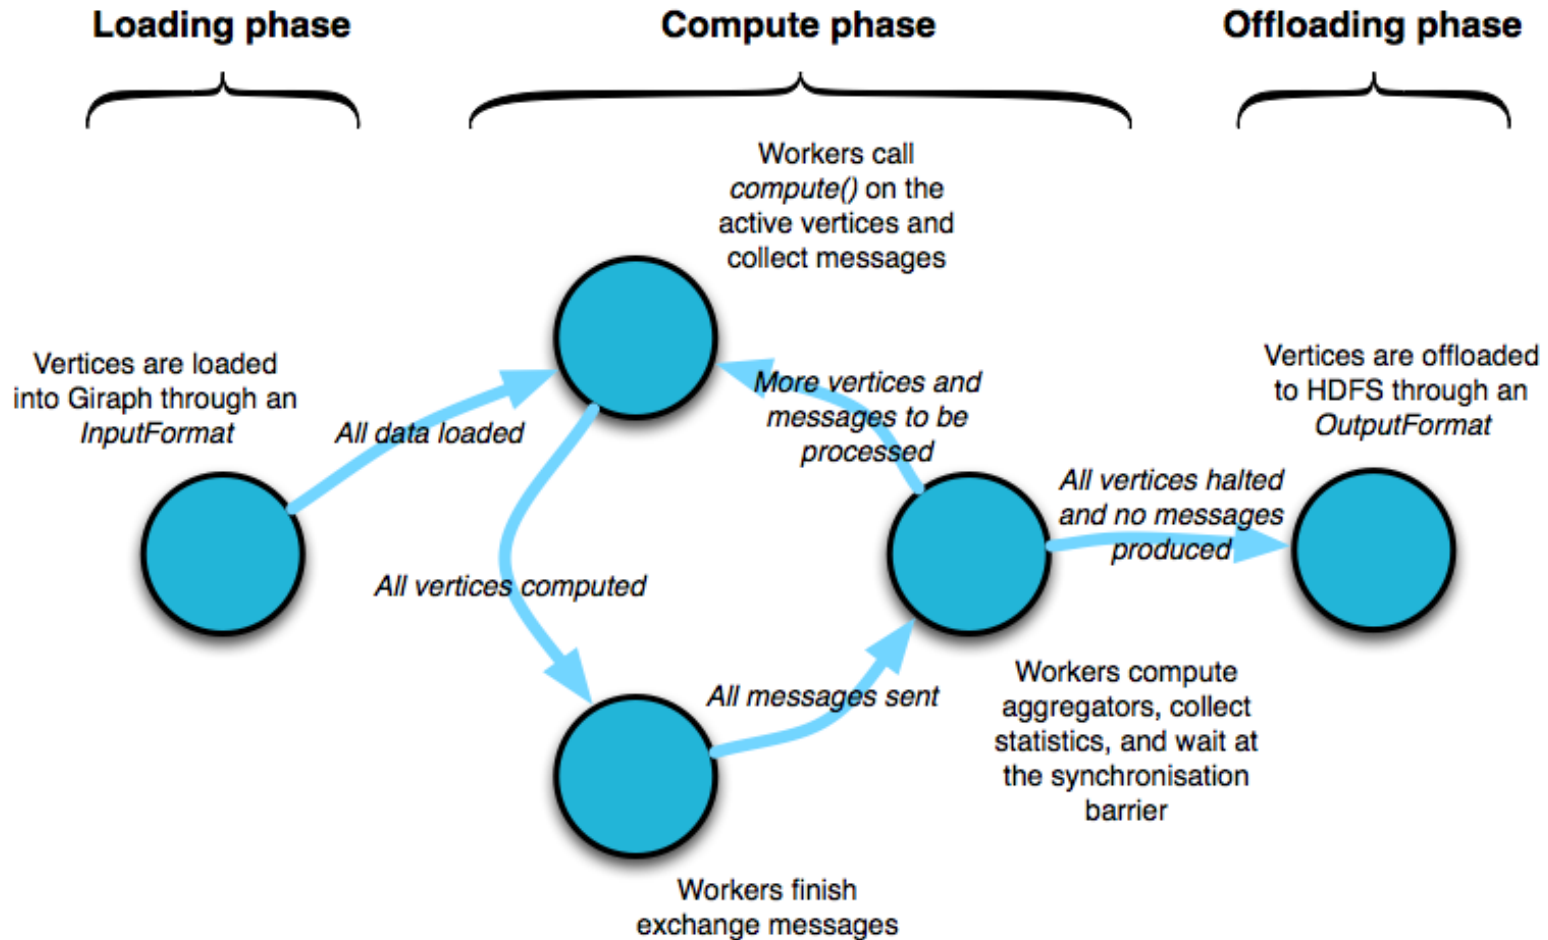 Loading phase
Compute phase
Offloading phase
Workers call
compute() on the
active vertices and
collect messages
Vertices are loaded
into Giraph through an
InputFormat
All data loaded
More vertices and
messages to be
processed
Vertices are offloaded
to HDFS through an
OutputFormat
All vertices halted
and no messages
produced
All vertices computed
All messages sent
Workers compute
aggregators, collect
statistics, and wait at
the synchronisation
barrier
Workers finish
exchange messages